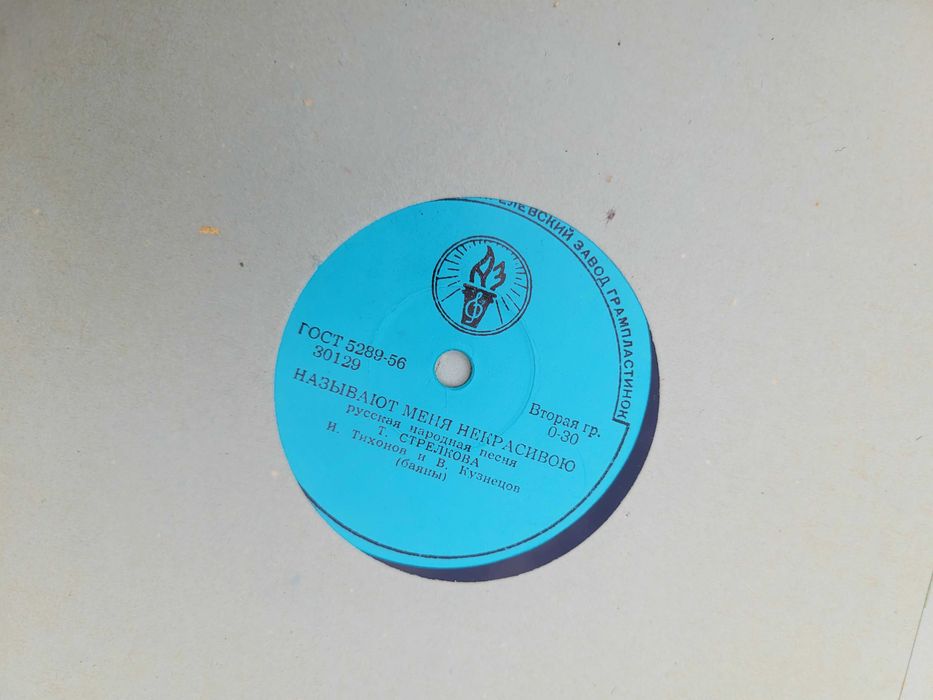 ЕЛЕВСКИЙ ЗАВОД ГРАМПЛАСТИНОК
АЗ
ГОСТ 5289-56
30129
Вторая гр.
0-30
НАЗЫВАЮТ МЕНЯ НЕКРАСИВОЮ
русская народная песня
Т. СТРЕЛКОВА
И. Тихонов и В. Кузнецов
(баяны)